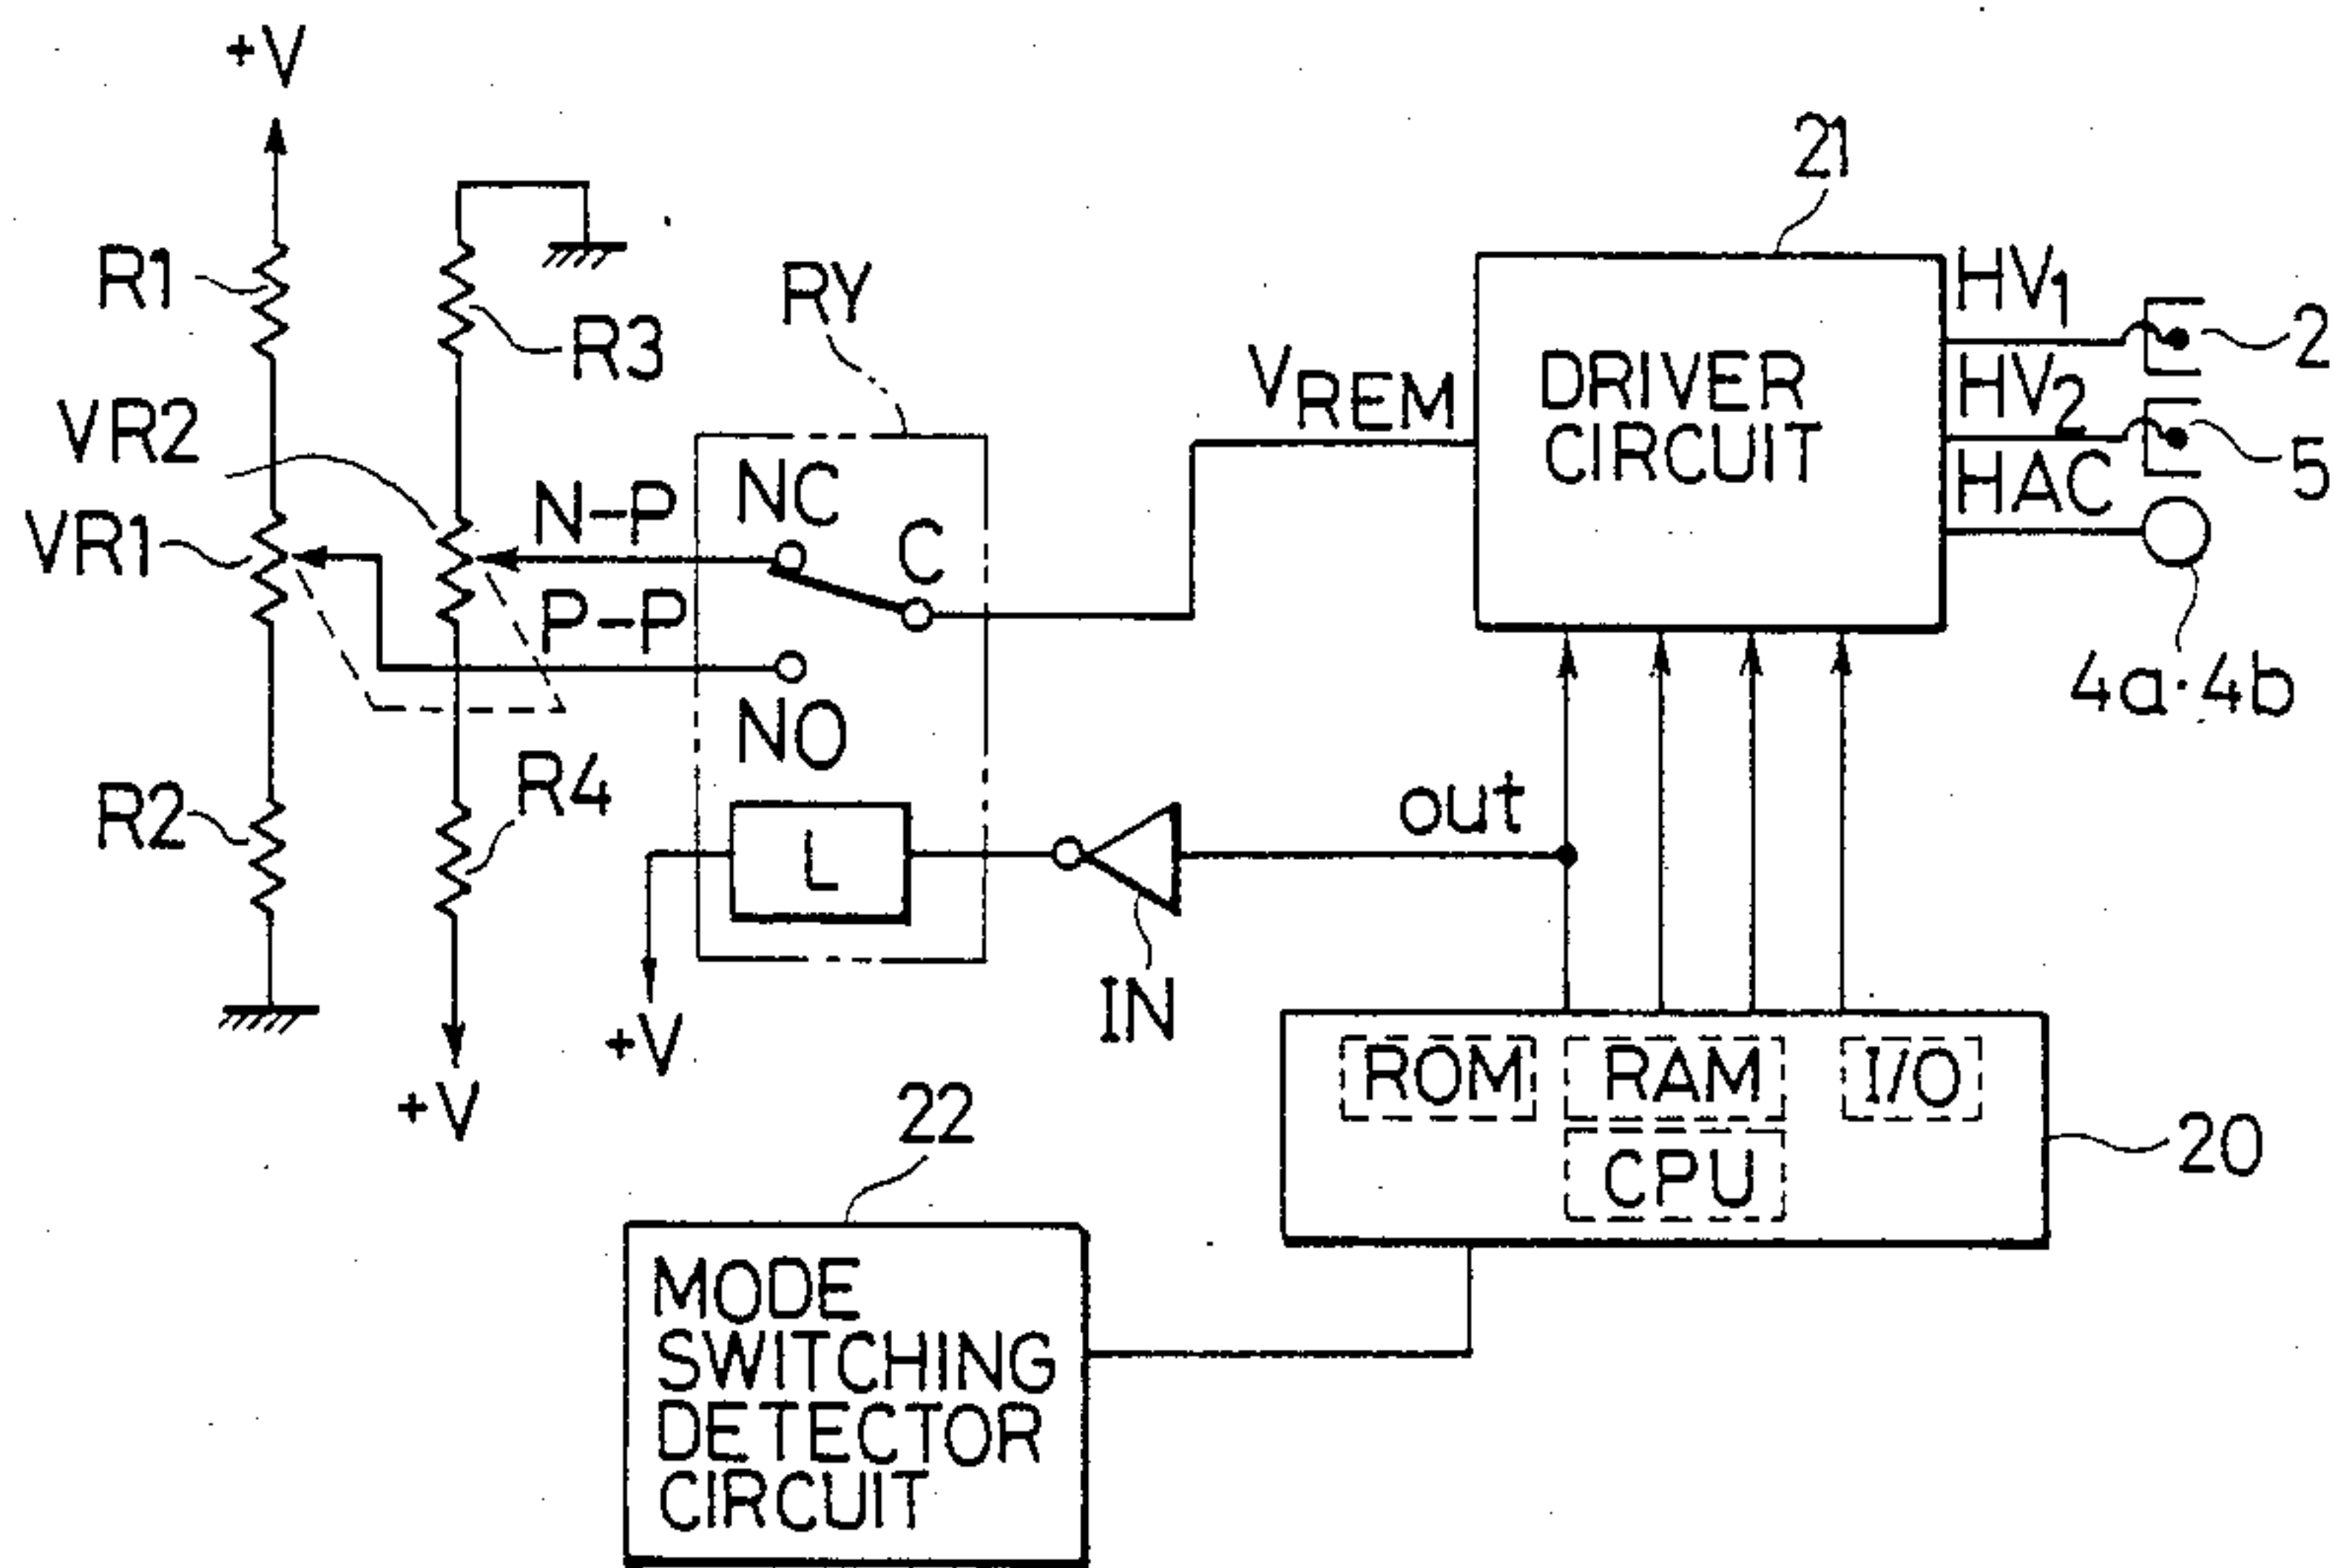 +V
21
R1
R3
RY
HV1
2
VREM
DRIVER
CIRCUIT
HV2
VR2
N-P
NC
C
HAC
5
VR1
P-P
4a·4b
NO
R2
R4
L
out
IN
+V
+V
ROM
RAM
I/O
CPU
20
22
MODE
SWITCHING
DETECTOR
CIRCUIT